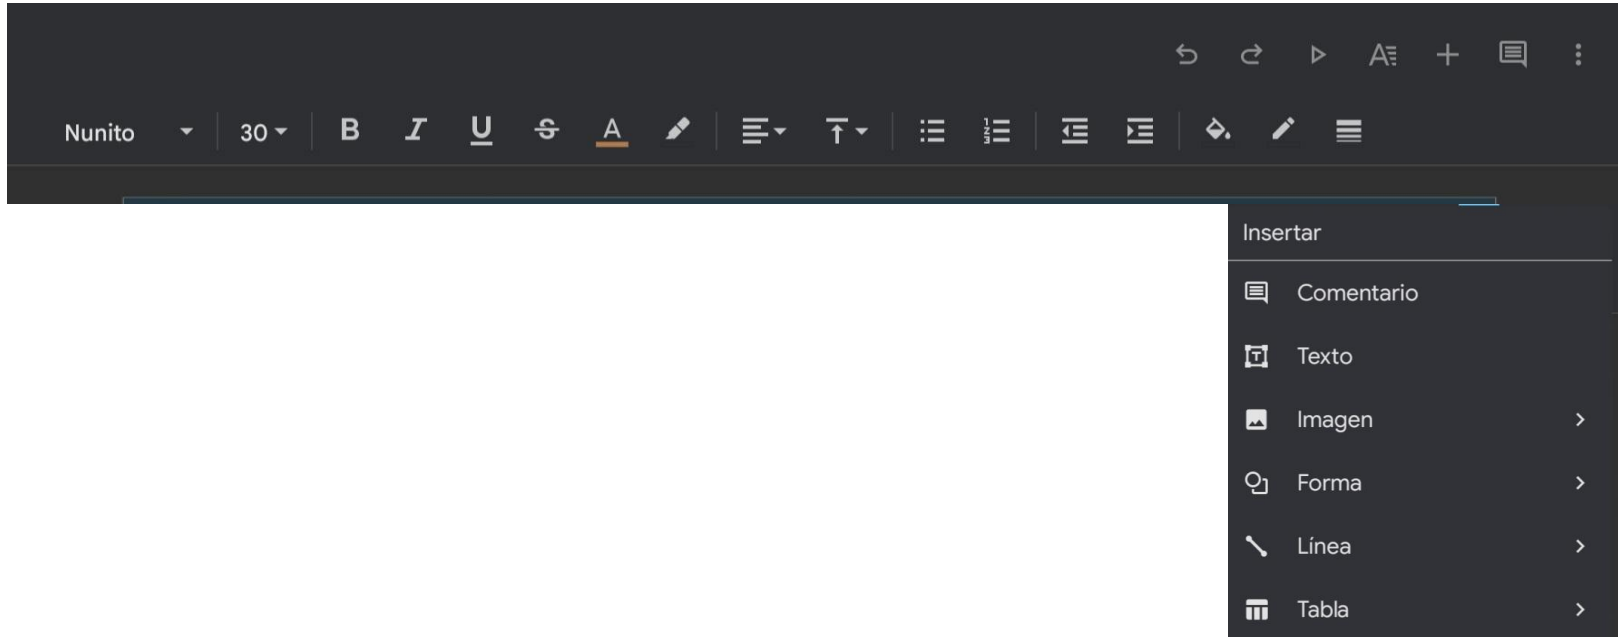 Nunito 30 B I U S A
Insertar
Comentario
Texto
Imagen
Forma
Línea
Tabla